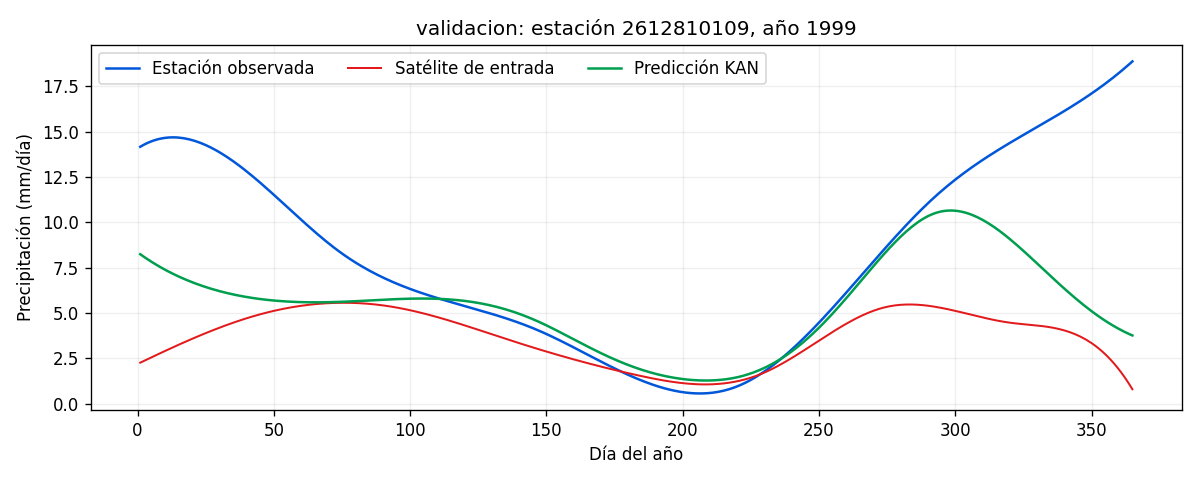 validacion: estación 2612810109, año 1999
Estación observada
Satélite de entrada
Predicción KAN
Precipitación (mm/día)
17.5
15.0
12.5
10.0
7.5
5.0
2.5
0.0
0 50 100 150 200 250 300 350
Día del año